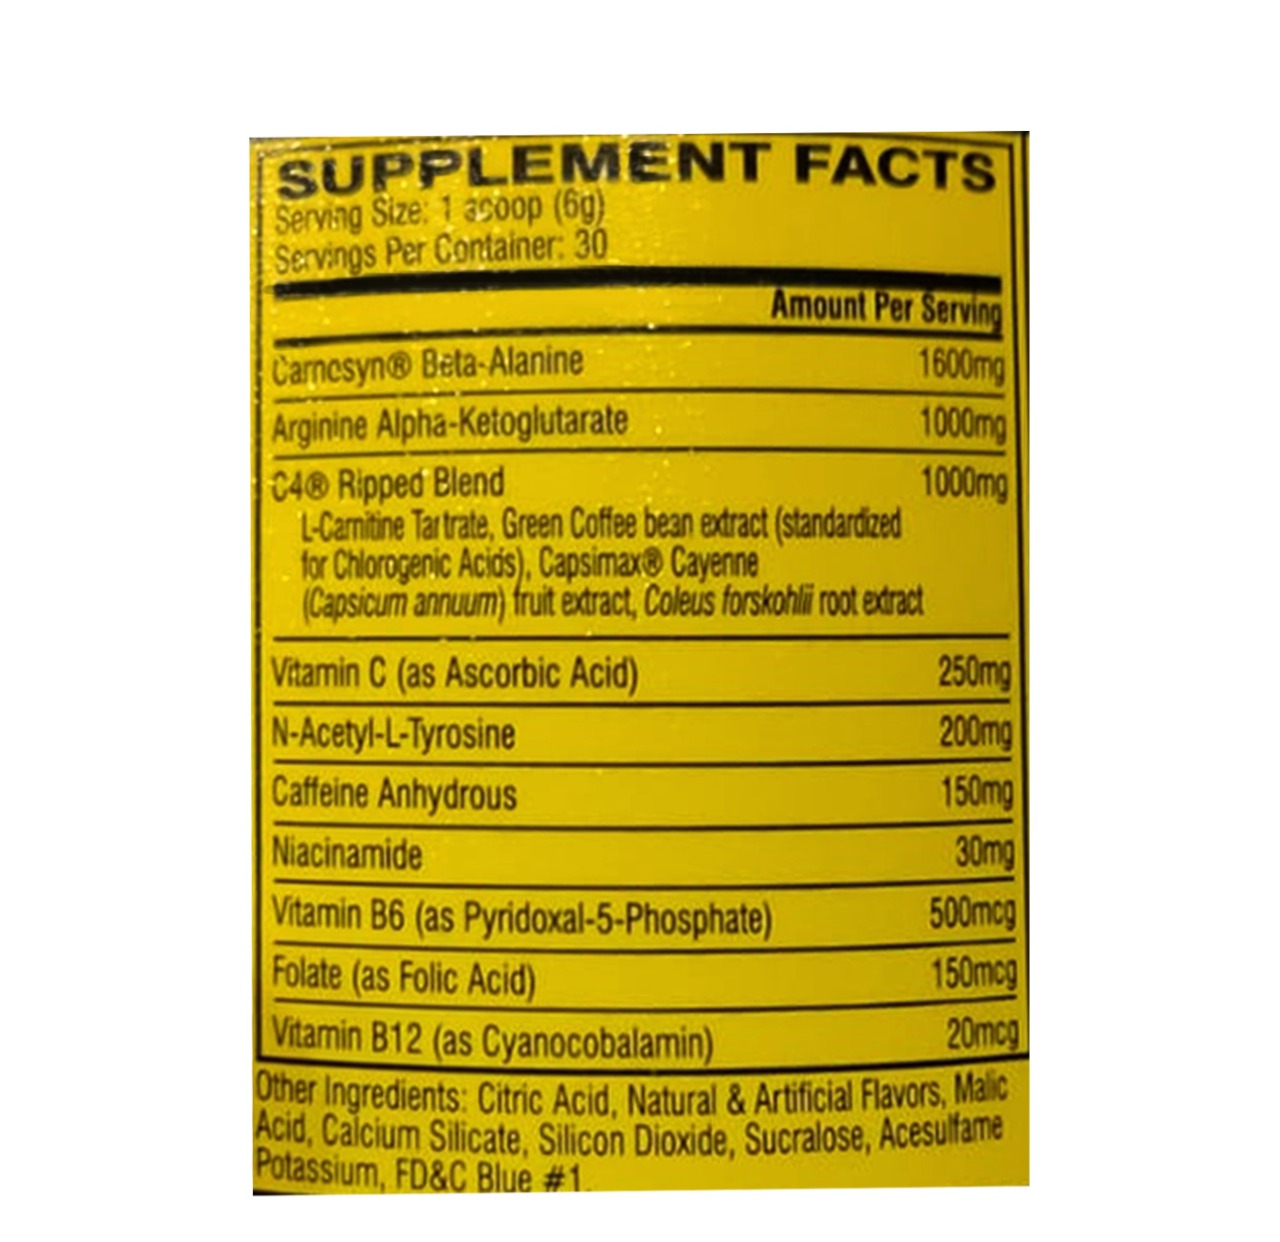 SUPPLEMENT FACTS
Serving Size: 1 scoop (6g)
Servings Per Container: 30
Amount Per Serving
Carnosyn® Beta-Alanine 1600mg
Arginine Alpha-Ketoglutarate 1000mg
C4® Ripped Blend 1000mg
L-Carnitine Tartrate, Green Coffee bean extract (standardized
for Chlorogenic Acids), Capsimax® Cayenne
(Capsicum annuum) fruit extract, Coleus forskohlii root extract
Vitamin C (as Ascorbic Acid) 250mg
N-Acetyl-L-Tyrosine 200mg
Caffeine Anhydrous 150mg
Niacinamide 30mg
Vitamin B6 (as Pyridoxal-5-Phosphate) 500mcg
Folate (as Folic Acid) 150mcg
Vitamin B12 (as Cyanocobalamin) 20mcg
Other Ingredients: Citric Acid, Natural & Artificial Flavors, Malic
Acid, Calcium Silicate, Silicon Dioxide, Sucralose, Acesulfame
Potassium, FD&C Blue #1.